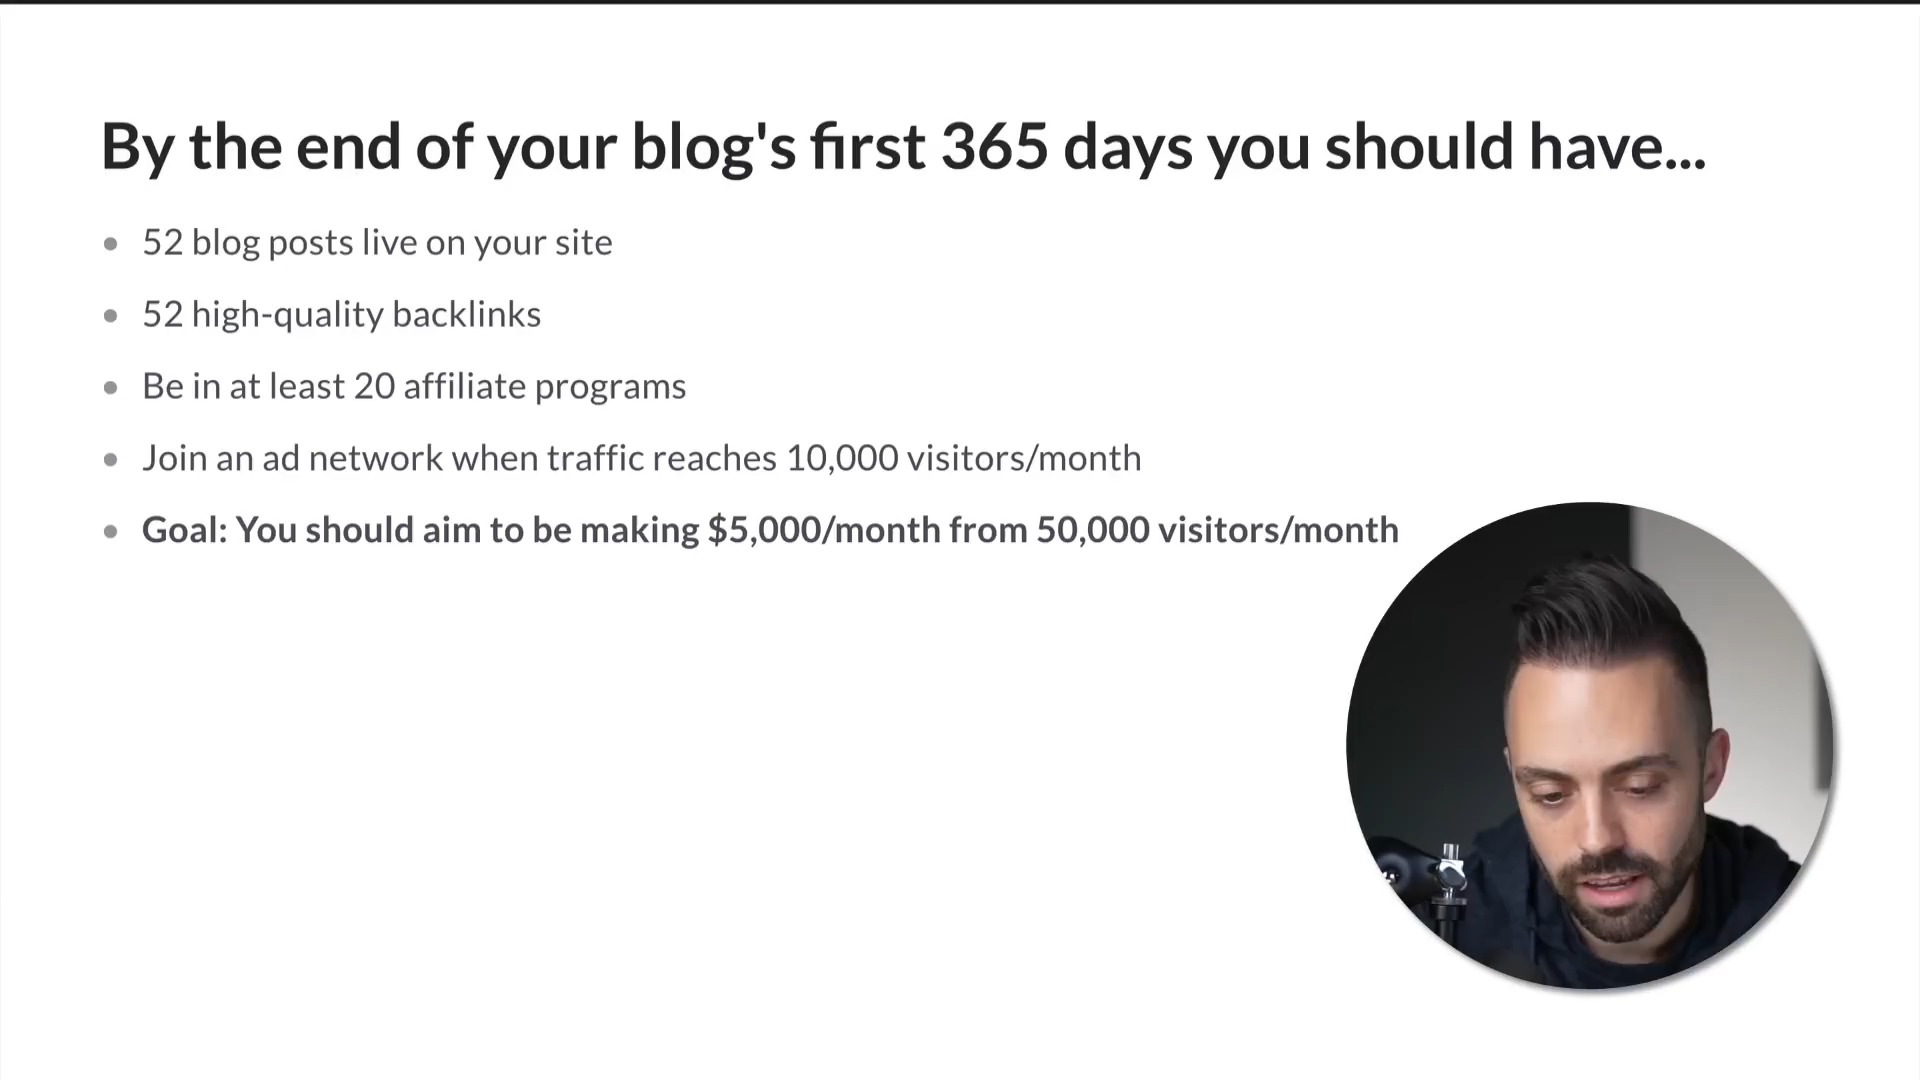 By the end of your blog's first 365 days you should have...
• 52 blog posts live on your site
• 52 high-quality backlinks
• Be in at least 20 affiliate programs
• Join an ad network when traffic reaches 10,000 visitors/month
• Goal: You should aim to be making $5,000/month from 50,000 visitors/month